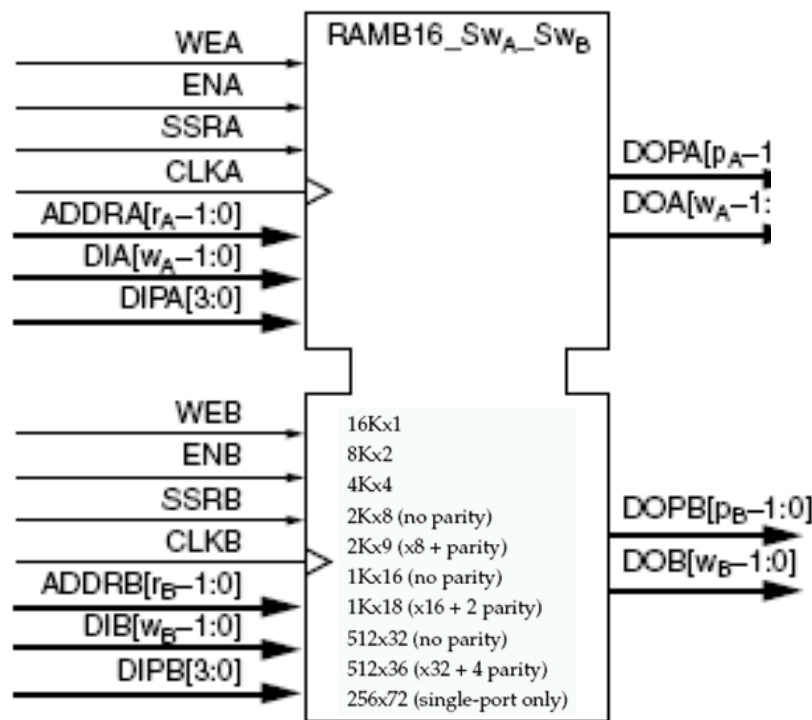 RAMB16_SwA_SwB
WEA
ENA
SSRA
CLKA
ADDRA[rA–1:0]
DIA[wA–1:0]
DIPA[3:0]
DOPA[pA–1
DOA[wA–1:
WEB
ENB
SSRB
CLKB
ADDRB[rB–1:0]
DIB[wB–1:0]
DIPB[3:0]
16Kx1
8Kx2
4Kx4
2Kx8 (no parity)
2Kx9 (x8 + parity)
1Kx16 (no parity)
1Kx18 (x16 + 2 parity)
512x32 (no parity)
512x36 (x32 + 4 parity)
256x72 (single-port only)
DOPB[pB–1:0]
DOB[wB–1:0]